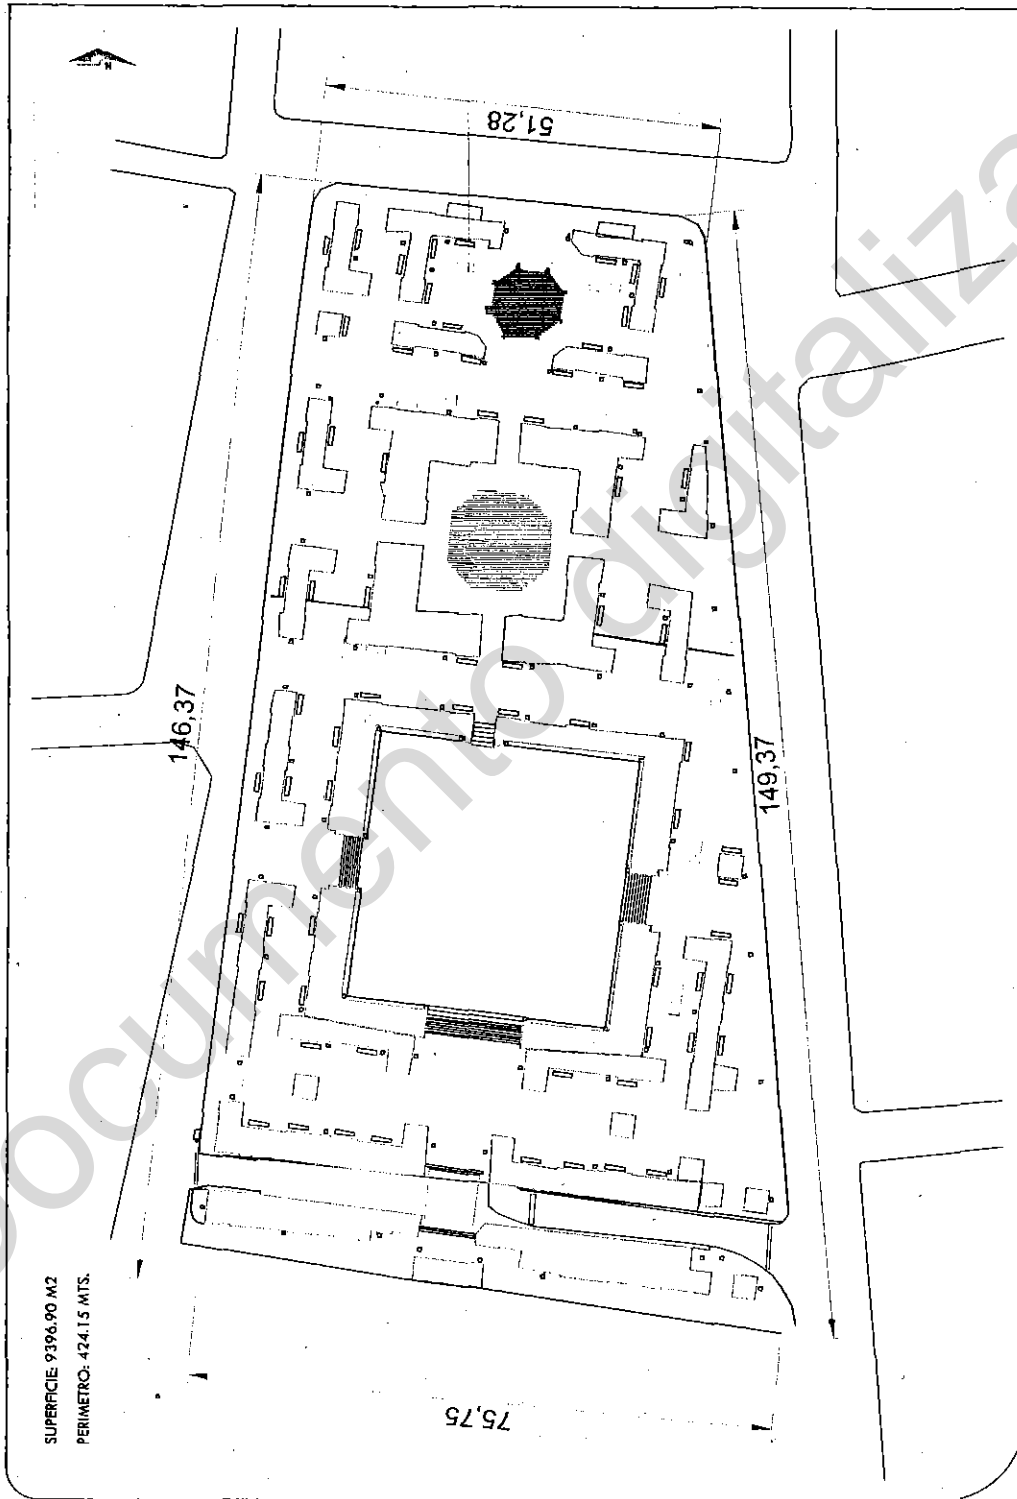 N
51,28
146,37
149,37
75,75
SUPERFICIE: 9396.90 M2
PERIMETRO: 424.15 MTS.
Documento digitaliza